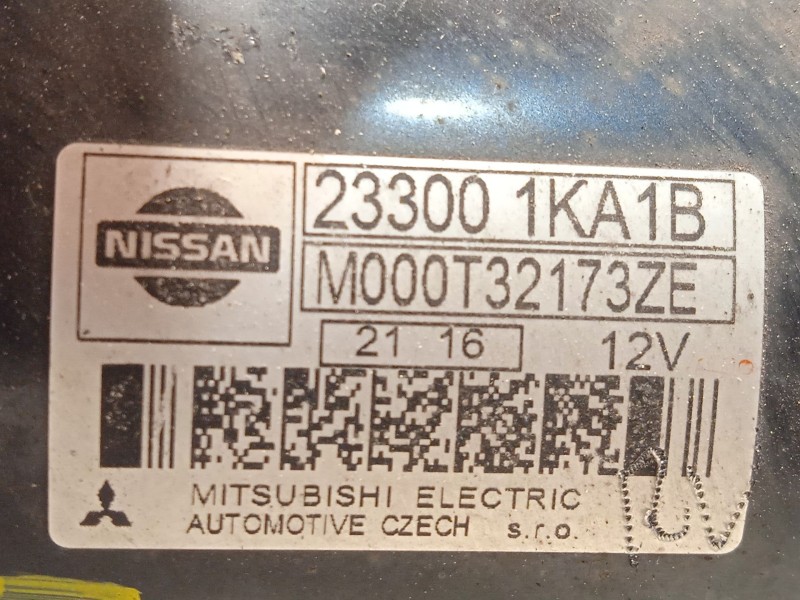 NISSAN
23300 1KA1B
M000T32173ZE
21 16 12V
MITSUBISHI ELECTRIC
AUTOMOTIVE CZECH s.r.o.